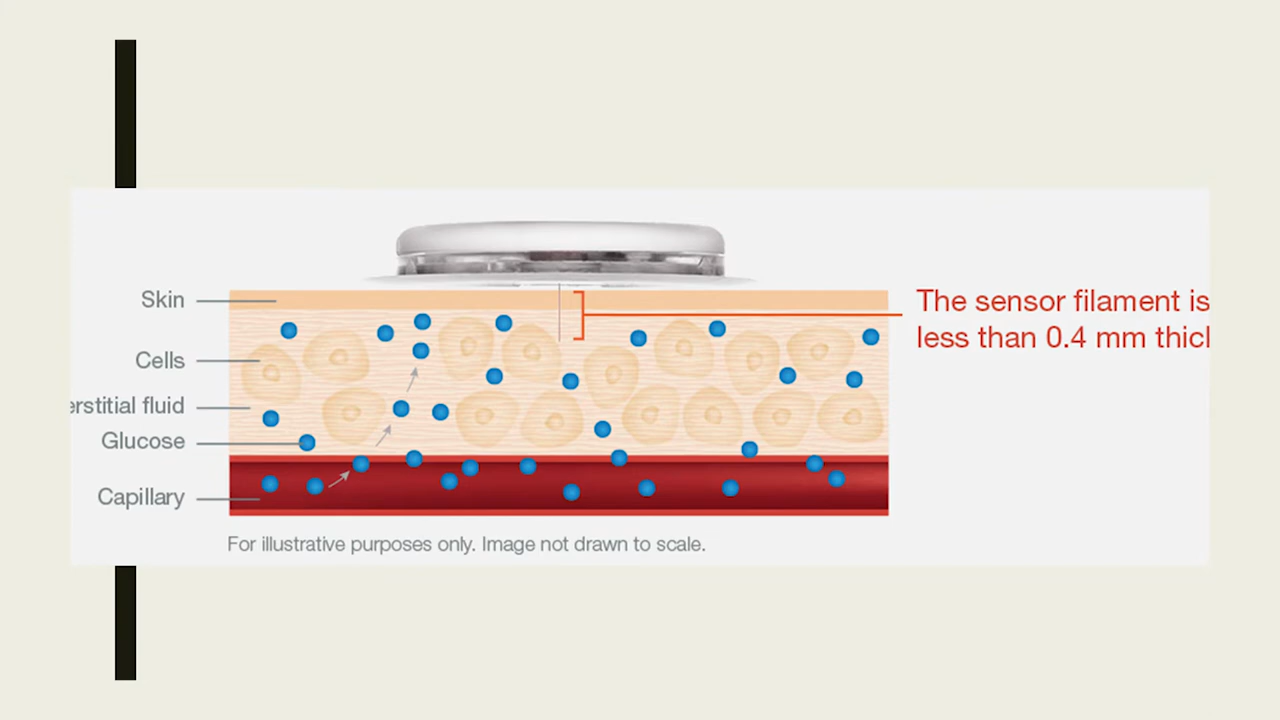 Skin
Cells
erstitial fluid
Glucose
Capillary
The sensor filament is
less than 0.4 mm thicl
For illustrative purposes only. Image not drawn to scale.